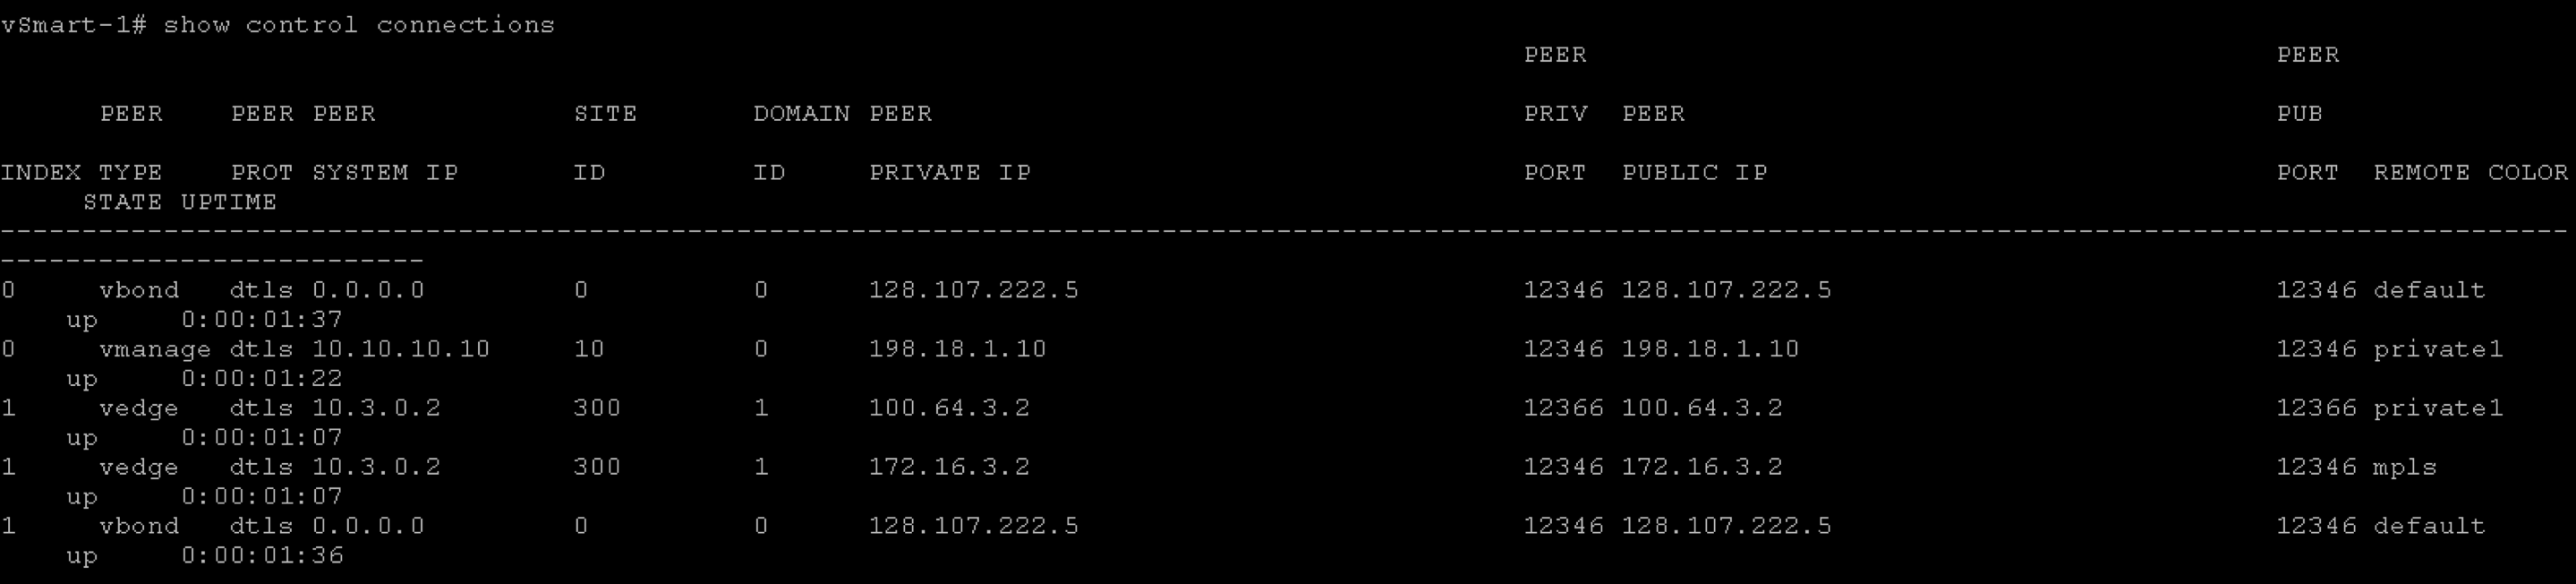 vSmart-1# show control connections
PEER PEER
PEER PEER PEER SITE DOMAIN PEER PRIV PEER PUB
INDEX TYPE PROT SYSTEM IP ID ID PRIVATE IP PORT PUBLIC IP PORT REMOTE COLOR
STATE UPTIME
----------------------------------------------------------------------------------------------------------------------------------------------------------------
--------------------------
0 vbond dtls 0.0.0.0 0 0 128.107.222.5 12346 128.107.222.5 12346 default
up 0:00:01:37
0 vmanage dtls 10.10.10.10 10 0 198.18.1.10 12346 198.18.1.10 12346 private1
up 0:00:01:22
1 vedge dtls 10.3.0.2 300 1 100.64.3.2 12366 100.64.3.2 12366 private1
up 0:00:01:07
1 vedge dtls 10.3.0.2 300 1 172.16.3.2 12346 172.16.3.2 12346 mpls
up 0:00:01:07
1 vbond dtls 0.0.0.0 0 0 128.107.222.5 12346 128.107.222.5 12346 default
up 0:00:01:36